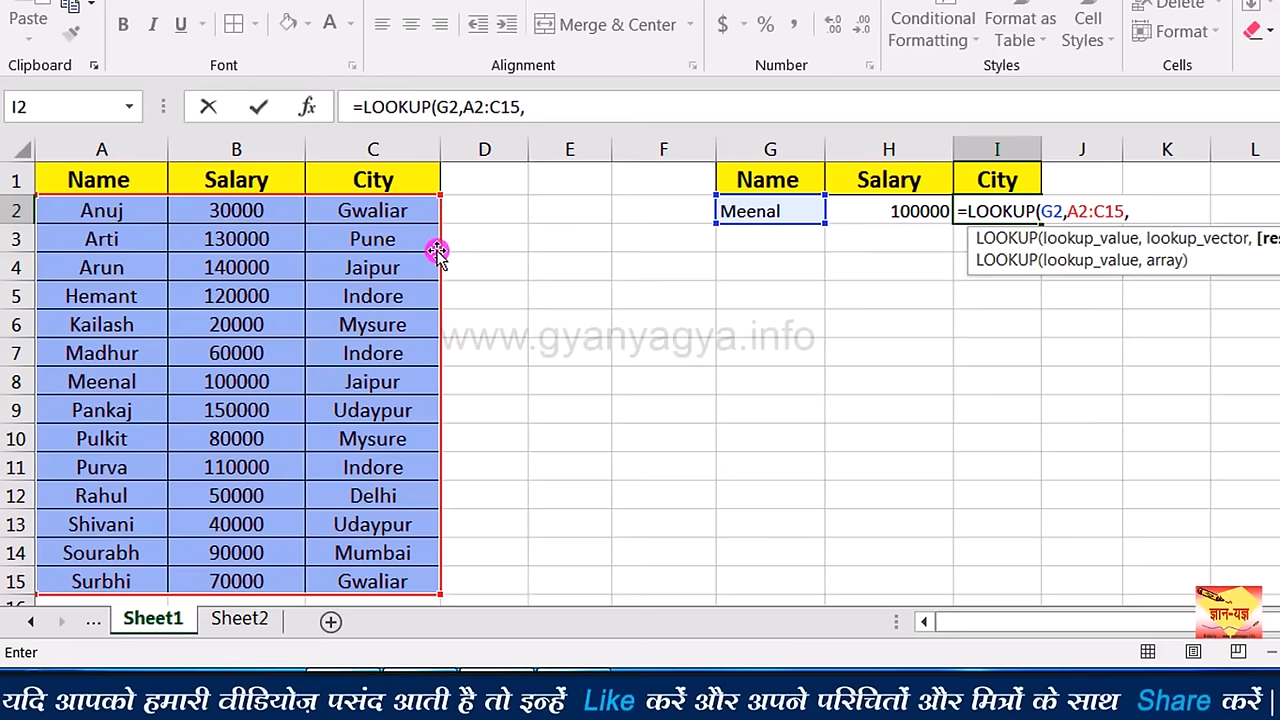 Paste
B I U
Merge & Center
$ % ,
Conditional Formatting
Format as Table
Cell Styles
Delete
Format
Clipboard
Font
Alignment
Number
Styles
Cells
I2
fx
=LOOKUP(G2,A2:C15,
A B C D E F G H I J K L
1 Name Salary City Name Salary City
2 Anuj 30000 Gwaliar Meenal 100000 =LOOKUP(G2,A2:C15,
3 Arti 130000 Pune LOOKUP(lookup_value, lookup_vector, [res
4 Arun 140000 Jaipur LOOKUP(lookup_value, array)
5 Hemant 120000 Indore
6 Kailash 20000 Mysure
www.gyanyagya.info
7 Madhur 60000 Indore
8 Meenal 100000 Jaipur
9 Pankaj 150000 Udaypur
10 Pulkit 80000 Mysure
11 Purva 110000 Indore
12 Rahul 50000 Delhi
13 Shivani 40000 Udaypur
14 Sourabh 90000 Mumbai
15 Surbhi 70000 Gwaliar
ज्ञान-यज्ञ
... Sheet1 Sheet2
Enter
यदि आपको हमारी वीडियोज़ पसंद आती है तो इन्हें Like करें और अपने परिचितों और मित्रों के साथ Share करें |